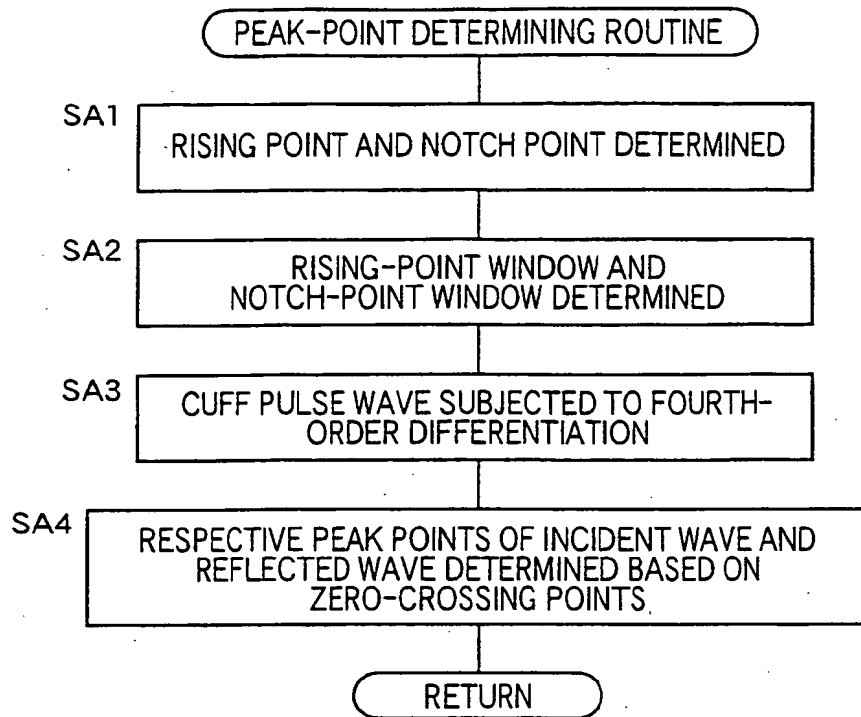 PEAK-POINT DETERMINING ROUTINE
SA1
RISING POINT AND NOTCH POINT DETERMINED
SA2
RISING-POINT WINDOW AND
NOTCH-POINT WINDOW DETERMINED
SA3
CUFF PULSE WAVE SUBJECTED TO FOURTH-
ORDER DIFFERENTIATION
SA4
RESPECTIVE PEAK POINTS OF INCIDENT WAVE AND
REFLECTED WAVE DETERMINED BASED ON
ZERO-CROSSING POINTS
RETURN